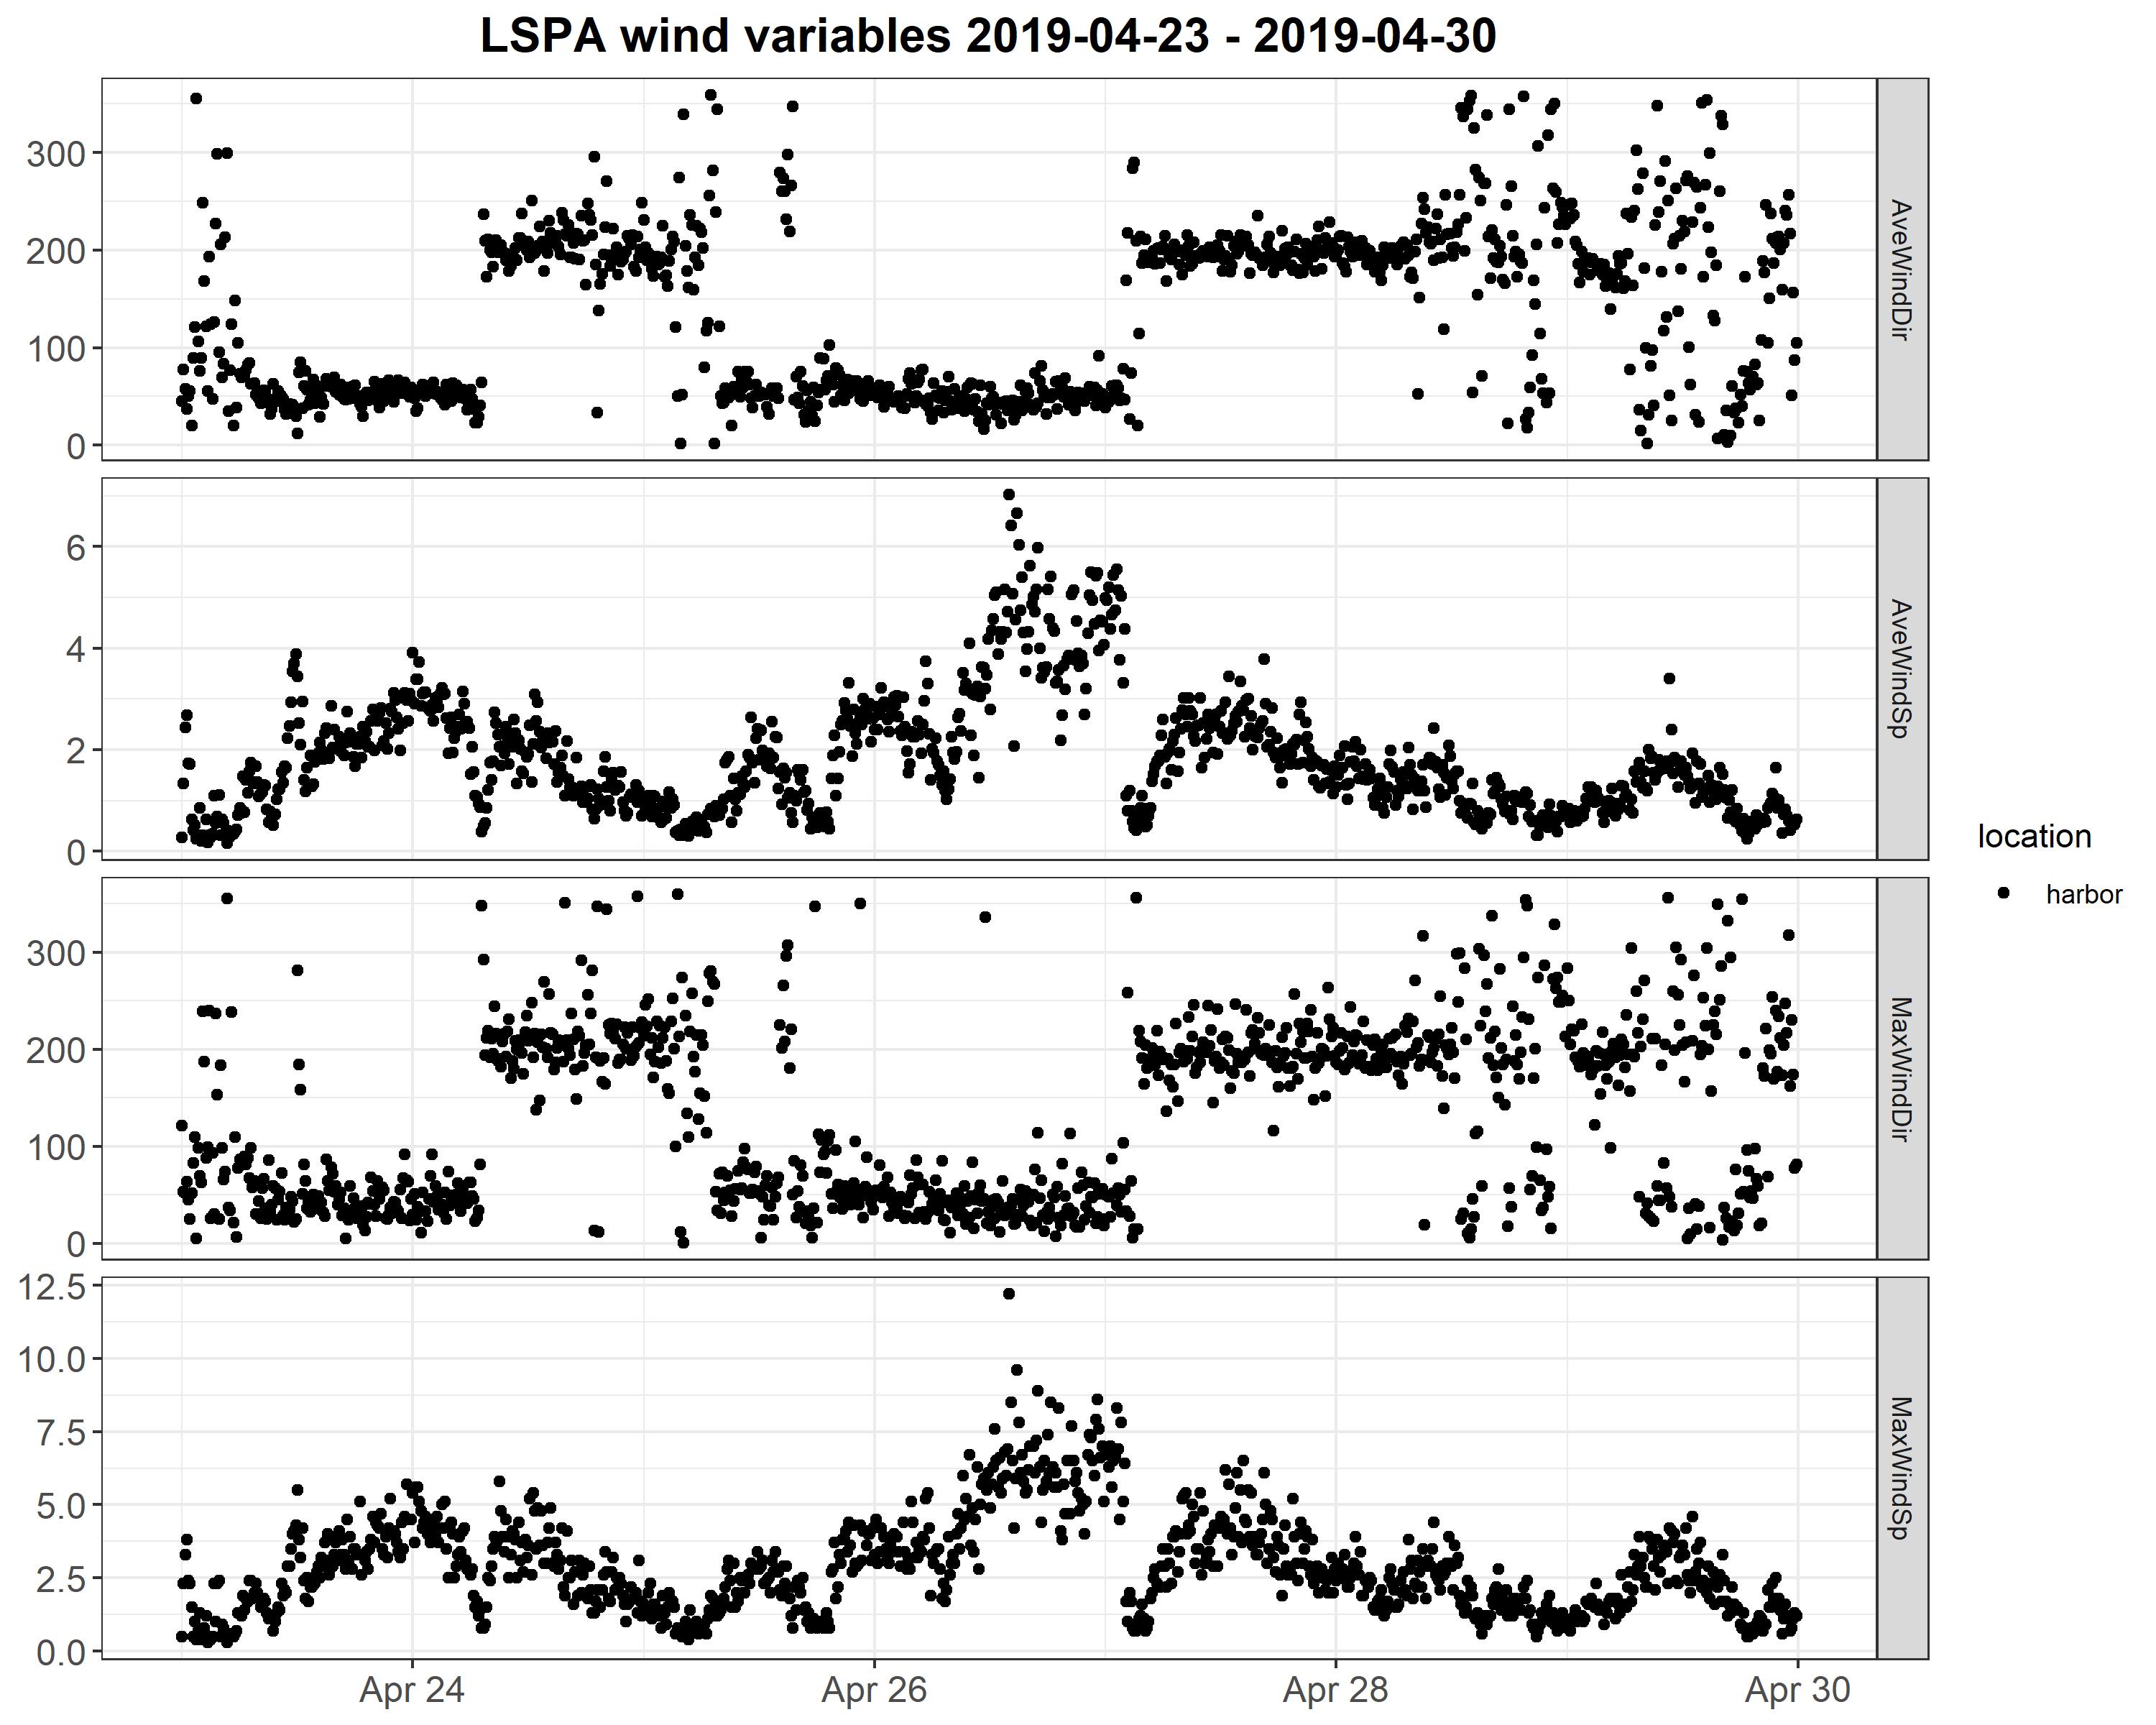 LSPA wind variables 2019-04-23 - 2019-04-30
300
200
100
0
AveWindDir
6
4
2
0
AveWindSp
300
200
100
0
MaxWindDir
12.5
10.0
7.5
5.0
2.5
0.0
MaxWindSp
Apr 24 Apr 26 Apr 28 Apr 30
location
harbor